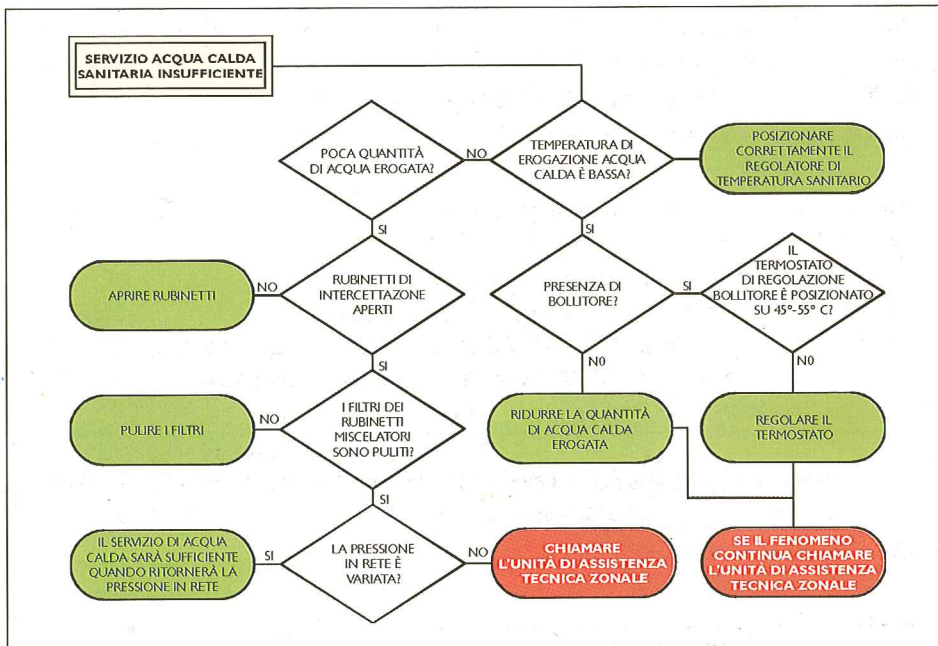 SERVIZIO ACQUA CALDA
SANITARIA INSUFFICIENTE
POCA QUANTITÀ
DI ACQUA EROGATA?
NO
TEMPERATURA DI
EROGAZIONE ACQUA
CALDA È BASSA?
POSIZIONARE
CORRETTAMENTE IL
REGOLATORE DI
TEMPERATURA SANITARIO
SI
SI
APRIRE RUBINETTI
NO
RUBINETTI DI
INTERCETTAZONE
APERTI
PRESENZA DI
BOLLITORE?
SI
IL
TERMOSTATO
DI REGOLAZIONE
BOLLITORE È POSIZIONATO
SU 45°-55° C?
SI
NO
NO
PULIRE I FILTRI
NO
I FILTRI DEI
RUBINETTI
MISCELATORI
SONO PULITI?
RIDURRE LA QUANTITÀ
DI ACQUA CALDA
EROGATA
REGOLARE IL
TERMOSTATO
SI
IL SERVIZIO DI ACQUA
CALDA SARÀ SUFFICIENTE
QUANDO RITORNERÀ LA
PRESSIONE IN RETE
SI
LA PRESSIONE
IN RETE È
VARIATA?
NO
CHIAMARE
L'UNITÀ DI ASSISTENZA
TECNICA ZONALE
SE IL FENOMENO
CONTINUA CHIAMARE
L'UNITÀ DI ASSISTENZA
TECNICA ZONALE